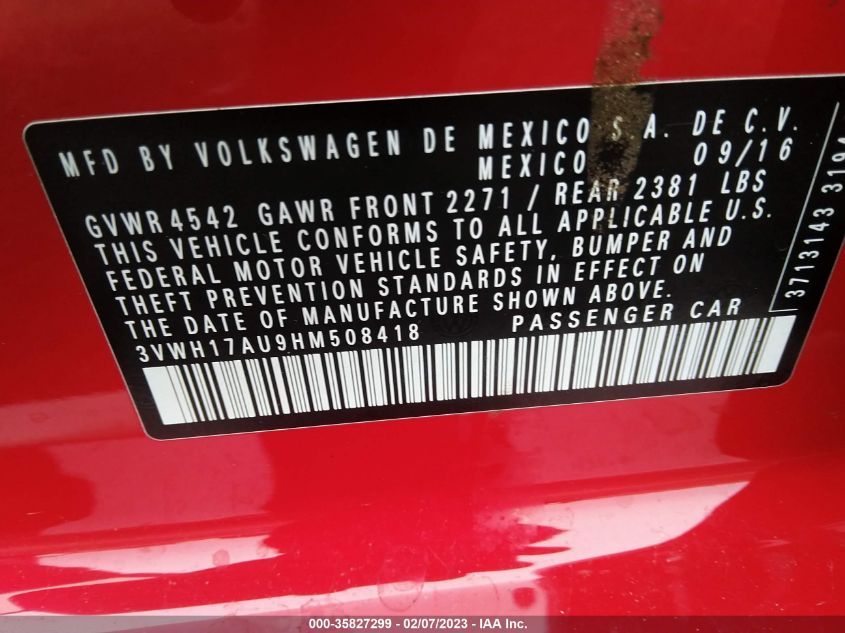 MFD BY VOLKSWAGEN DE MEXICO S.A. DE C.V.
MEXICO 09/16
GVWR 4542 GAWR FRONT 2271 / REAR 2381 LBS
THIS VEHICLE CONFORMS TO ALL APPLICABLE U.S.
FEDERAL MOTOR VEHICLE SAFETY, BUMPER AND
THEFT PREVENTION STANDARDS IN EFFECT ON
THE DATE OF MANUFACTURE SHOWN ABOVE.
3VWH17AU9HM508418 PASSENGER CAR
3713143 3194
000-35827299 — 02/07/2023 — IAA Inc.